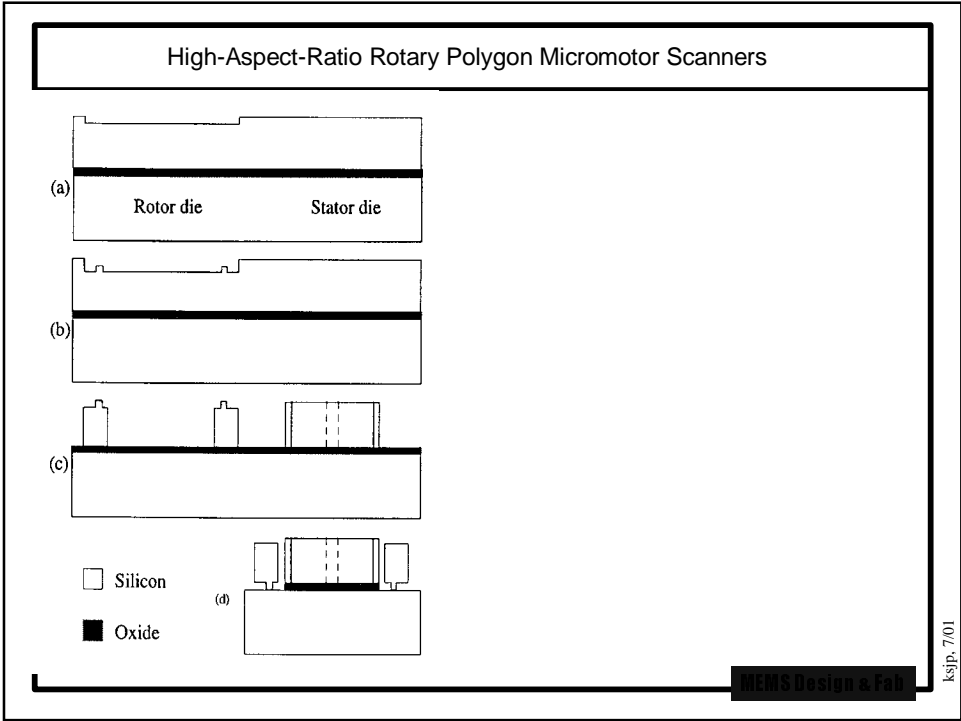 High-Aspect-Ratio Rotary Polygon Micromotor Scanners
(a)
Rotor die Stator die
(b)
(c)
(d)
Silicon
Oxide
MEMS Design & Fab
ksjp, 7/01